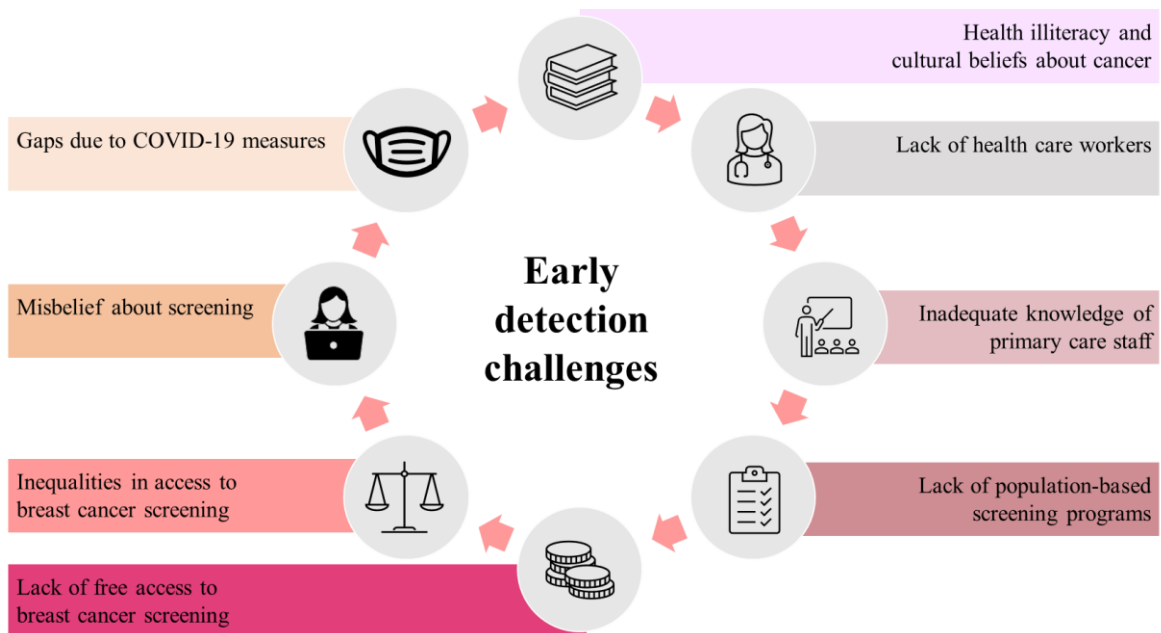 Health illiteracy and
cultural beliefs about cancer
Lack of health care workers
Inadequate knowledge of
primary care staff
Lack of population-based
screening programs
Lack of free access to
breast cancer screening
Inequalities in access to
breast cancer screening
Misbelief about screening
Gaps due to COVID-19 measures
Early
detection
challenges